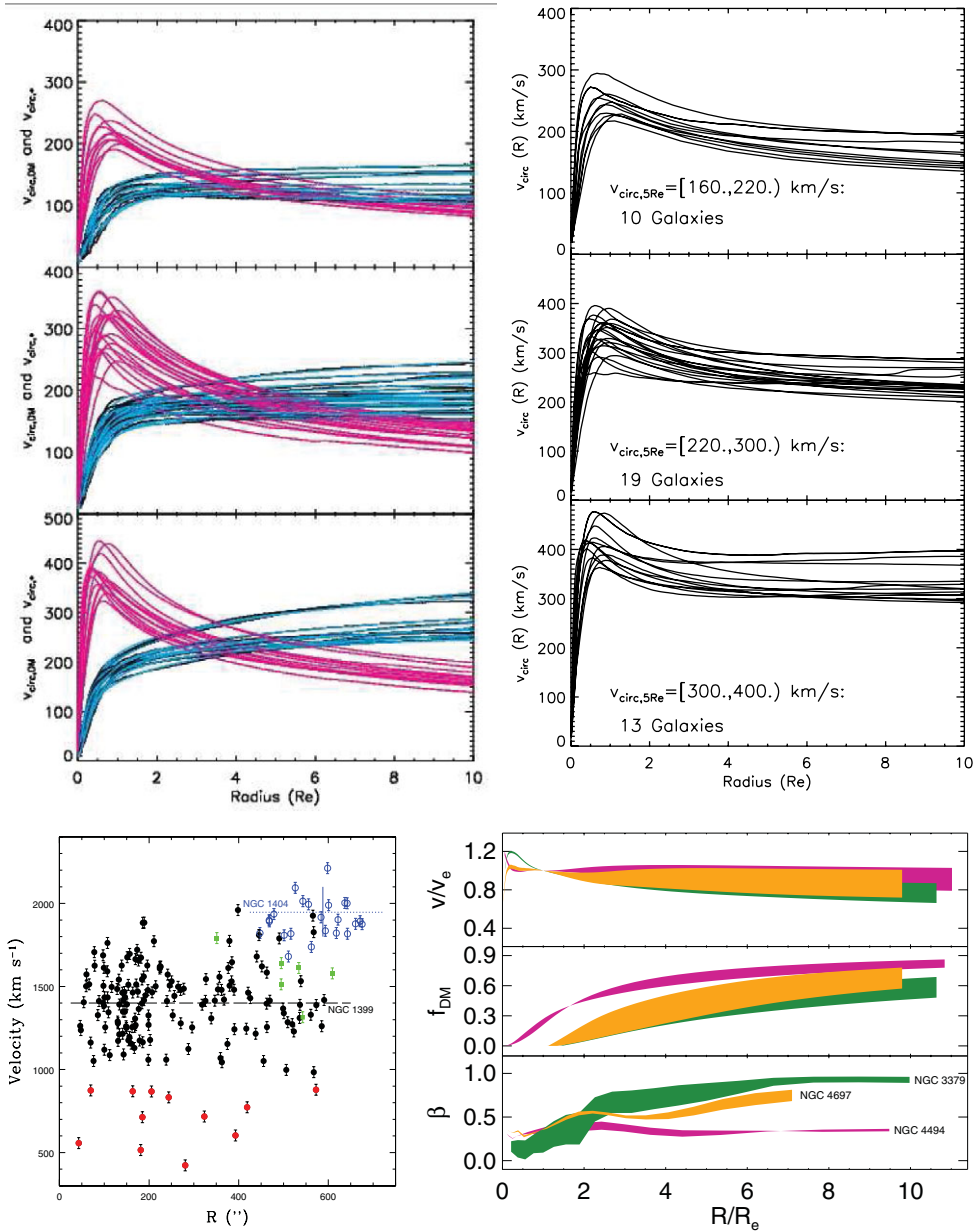 400
300
200
100
v_circ,DM and v_circ,*
400
300
200
100
v_circ,DM and v_circ,*
500
400
300
200
100
0
v_circ,DM and v_circ,*
0 2 4 6 8 10
Radius (Re)
400
300
200
100
0
v_circ (R) (km/s)
v_circ,5Re=[160.,220.) km/s:
10 Galaxies
400
300
200
100
0
v_circ (R) (km/s)
v_circ,5Re=[220.,300.) km/s:
19 Galaxies
400
300
200
100
0
v_circ (R) (km/s)
v_circ,5Re=[300.,400.) km/s:
13 Galaxies
0 2 4 6 8 10
Radius (Re)
2000
1500
1000
500
Velocity (km s⁻¹)
NGC 1404
NGC 1399
0 200 400 600
R ('')
1.2
0.8
0.4
v/v_e
0.9
0.6
0.3
0.0
f_DM
1.0
0.5
0.0
β
NGC 3379
NGC 4697
NGC 4494
0 2 4 6 8 10
R/R_e